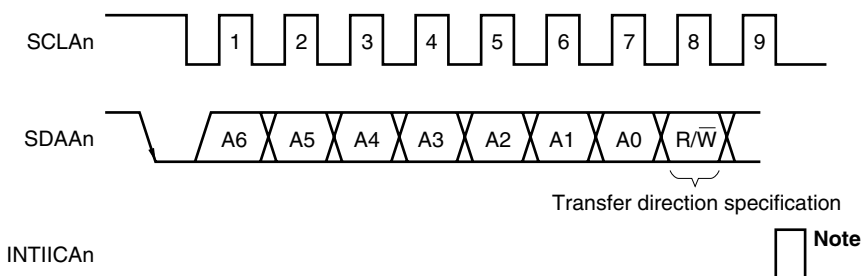 SCLAn 1 2 3 4 5 6 7 8 9
SDAAn A6 A5 A4 A3 A2 A1 A0 R/W̅
Transfer direction specification
INTIICAn Note